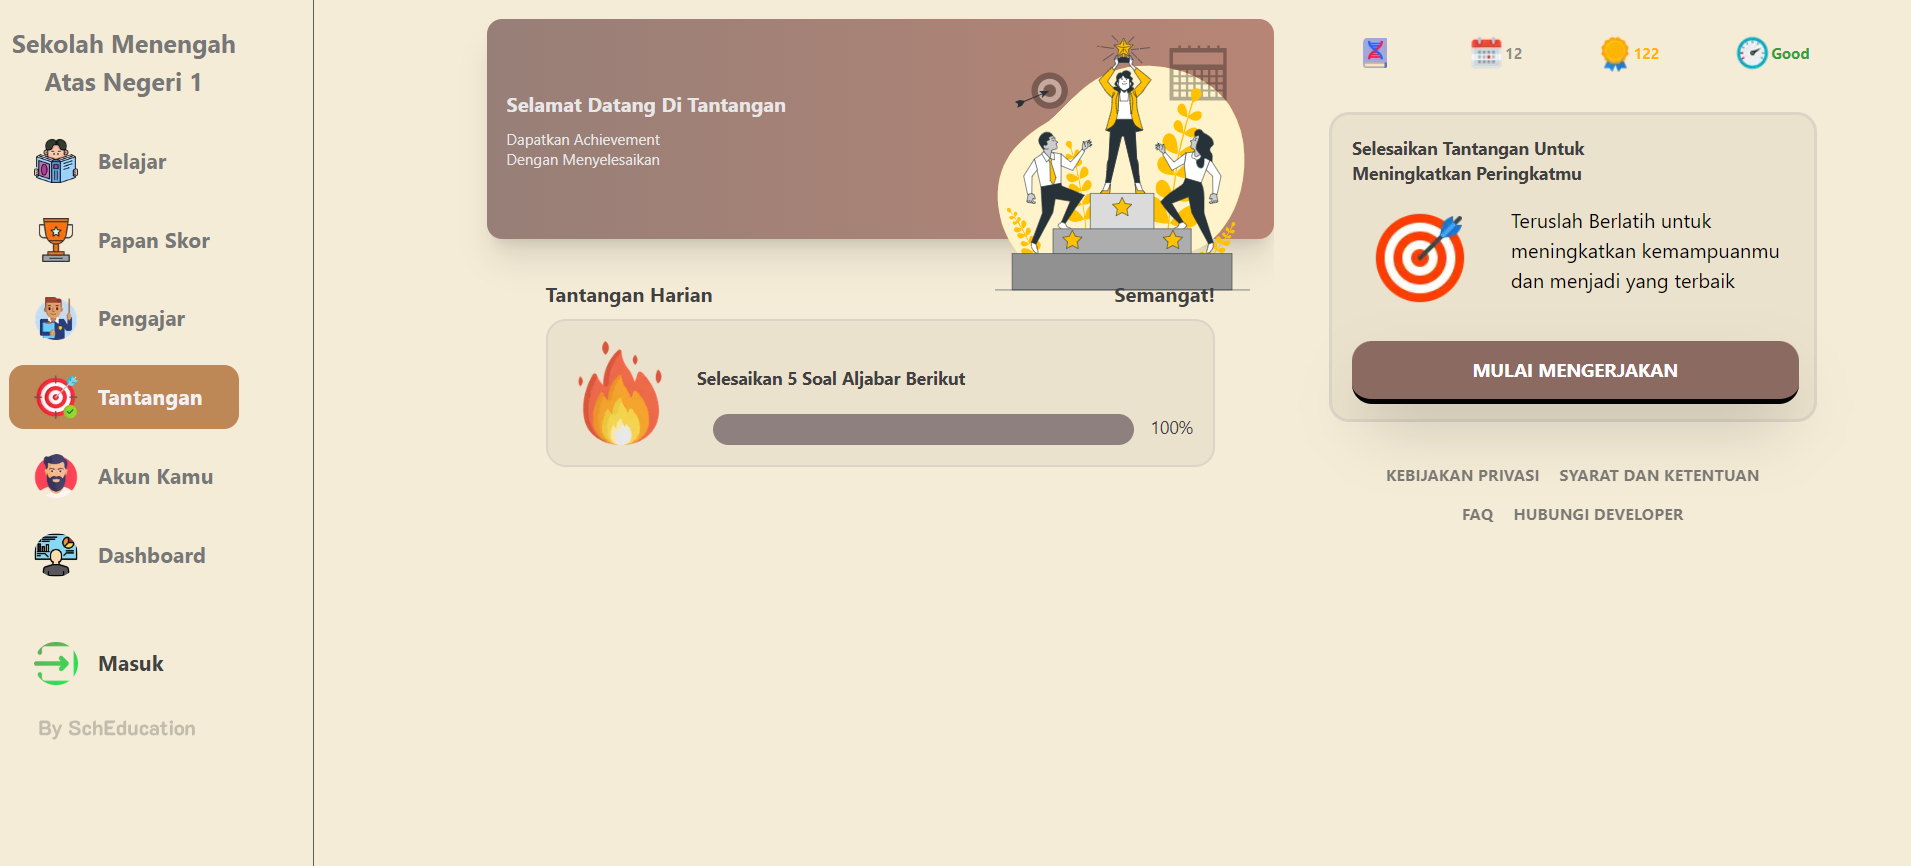 Sekolah Menengah
Atas Negeri 1
Belajar
Papan Skor
Pengajar
Tantangan
Akun Kamu
Dashboard
Masuk
By SchEducation
Selamat Datang Di Tantangan
Dapatkan Achievement
Dengan Menyelesaikan
Tantangan Harian
Semangat!
Selesaikan 5 Soal Aljabar Berikut
100%
12
122
Good
Selesaikan Tantangan Untuk
Meningkatkan Peringkatmu
Teruslah Berlatih untuk
meningkatkan kemampuanmu
dan menjadi yang terbaik
MULAI MENGERJAKAN
KEBIJAKAN PRIVASI SYARAT DAN KETENTUAN
FAQ HUBUNGI DEVELOPER